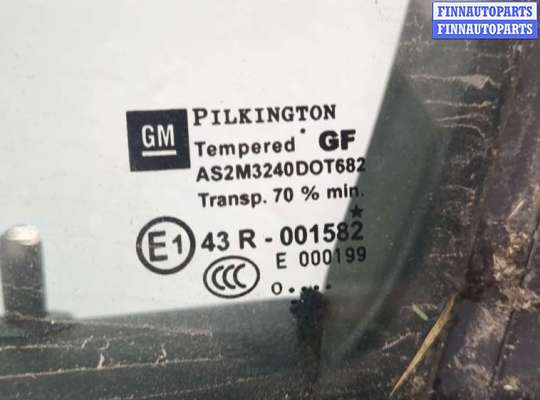 FINNAUTOPARTS
FINNAUTOPARTS
GM PILKINGTON
Tempered GF
AS2M3240DOT682
Transp. 70 % min.
E1 43 R - 001582
E 000199
CCC
O....